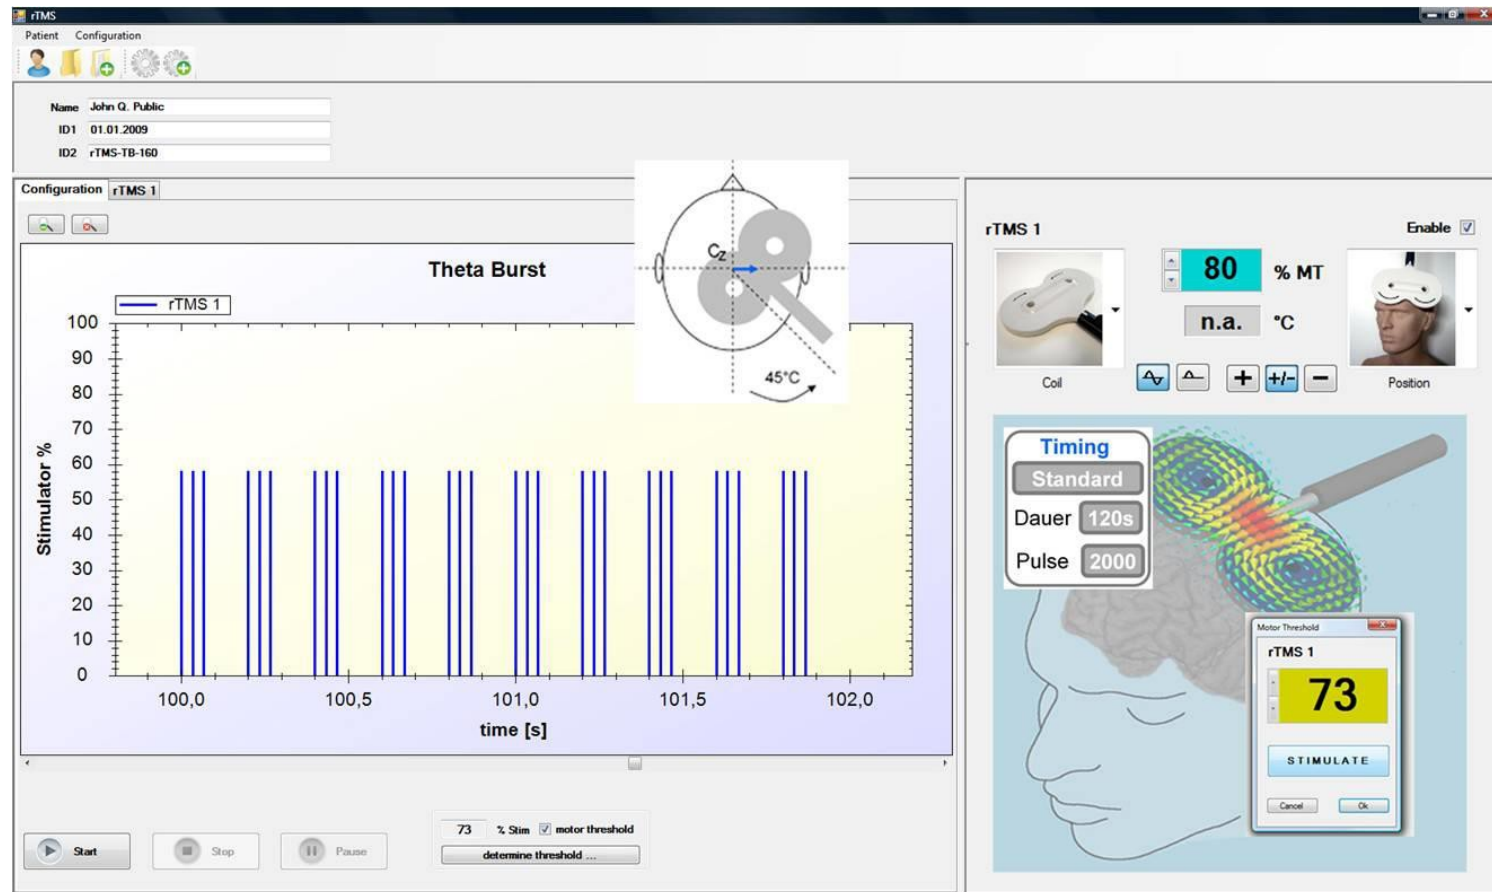 rTMS
Patient Configuration
Name John Q. Public
ID1 01.01.2009
ID2 rTMS-TB-160
Configuration rTMS 1
Theta Burst
rTMS 1
Stimulator %
100
90
80
70
60
50
40
30
20
10
0
100,0 100,5 101,0 101,5 102,0
time [s]
Cz
45°C
Start Stop Pause
73 % Stim motor threshold
determine threshold ...
rTMS 1 Enable
80 % MT
n.a. °C
Coil + +/- − Position
Timing
Standard
Dauer 120s
Pulse 2000
Motor Threshold
rTMS 1
73
STIMULATE
Cancel Ok